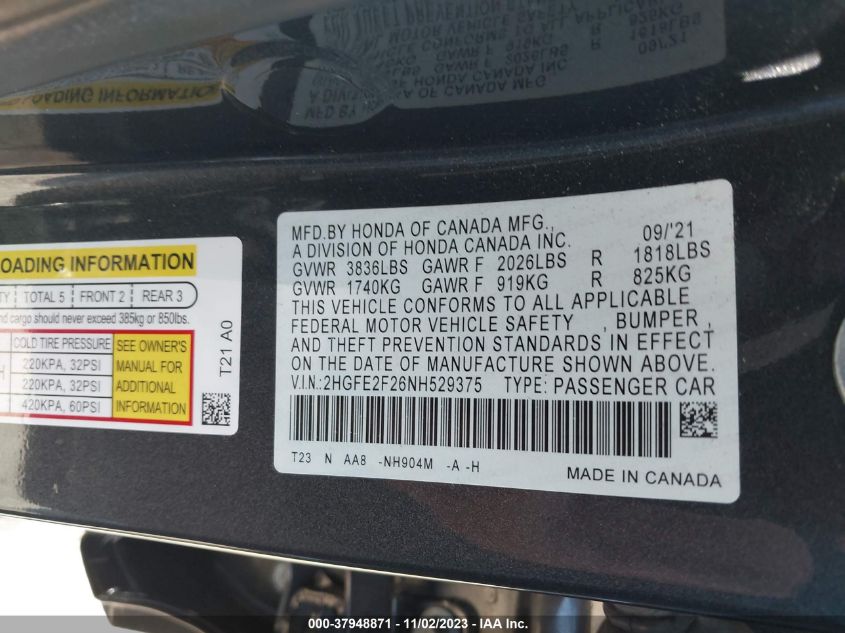 MFD.BY HONDA OF CANADA MFG., 09/'21
A DIVISION OF HONDA CANADA INC.
GVWR 3836LBS GAWR F 2026LBS R 1818LBS
GVWR 1740KG GAWR F 919KG R 825KG
THIS VEHICLE CONFORMS TO ALL APPLICABLE
FEDERAL MOTOR VEHICLE SAFETY , BUMPER ,
AND THEFT PREVENTION STANDARDS IN EFFECT
ON THE DATE OF MANUFACTURE SHOWN ABOVE.
V.I.N.:2HGFE2F26NH529375 TYPE: PASSENGER CAR
T23 N AA8 -NH904M -A -H
MADE IN CANADA
OADING INFORMATION
TOTAL 5 FRONT 2 REAR 3
cargo should never exceed 385kg or 850lbs.
COLD TIRE PRESSURE SEE OWNER'S
220KPA, 32PSI MANUAL FOR
220KPA, 32PSI ADDITIONAL
420KPA, 60PSI INFORMATION
T21 A0
000-37948871 - 11/02/2023 - IAA Inc.